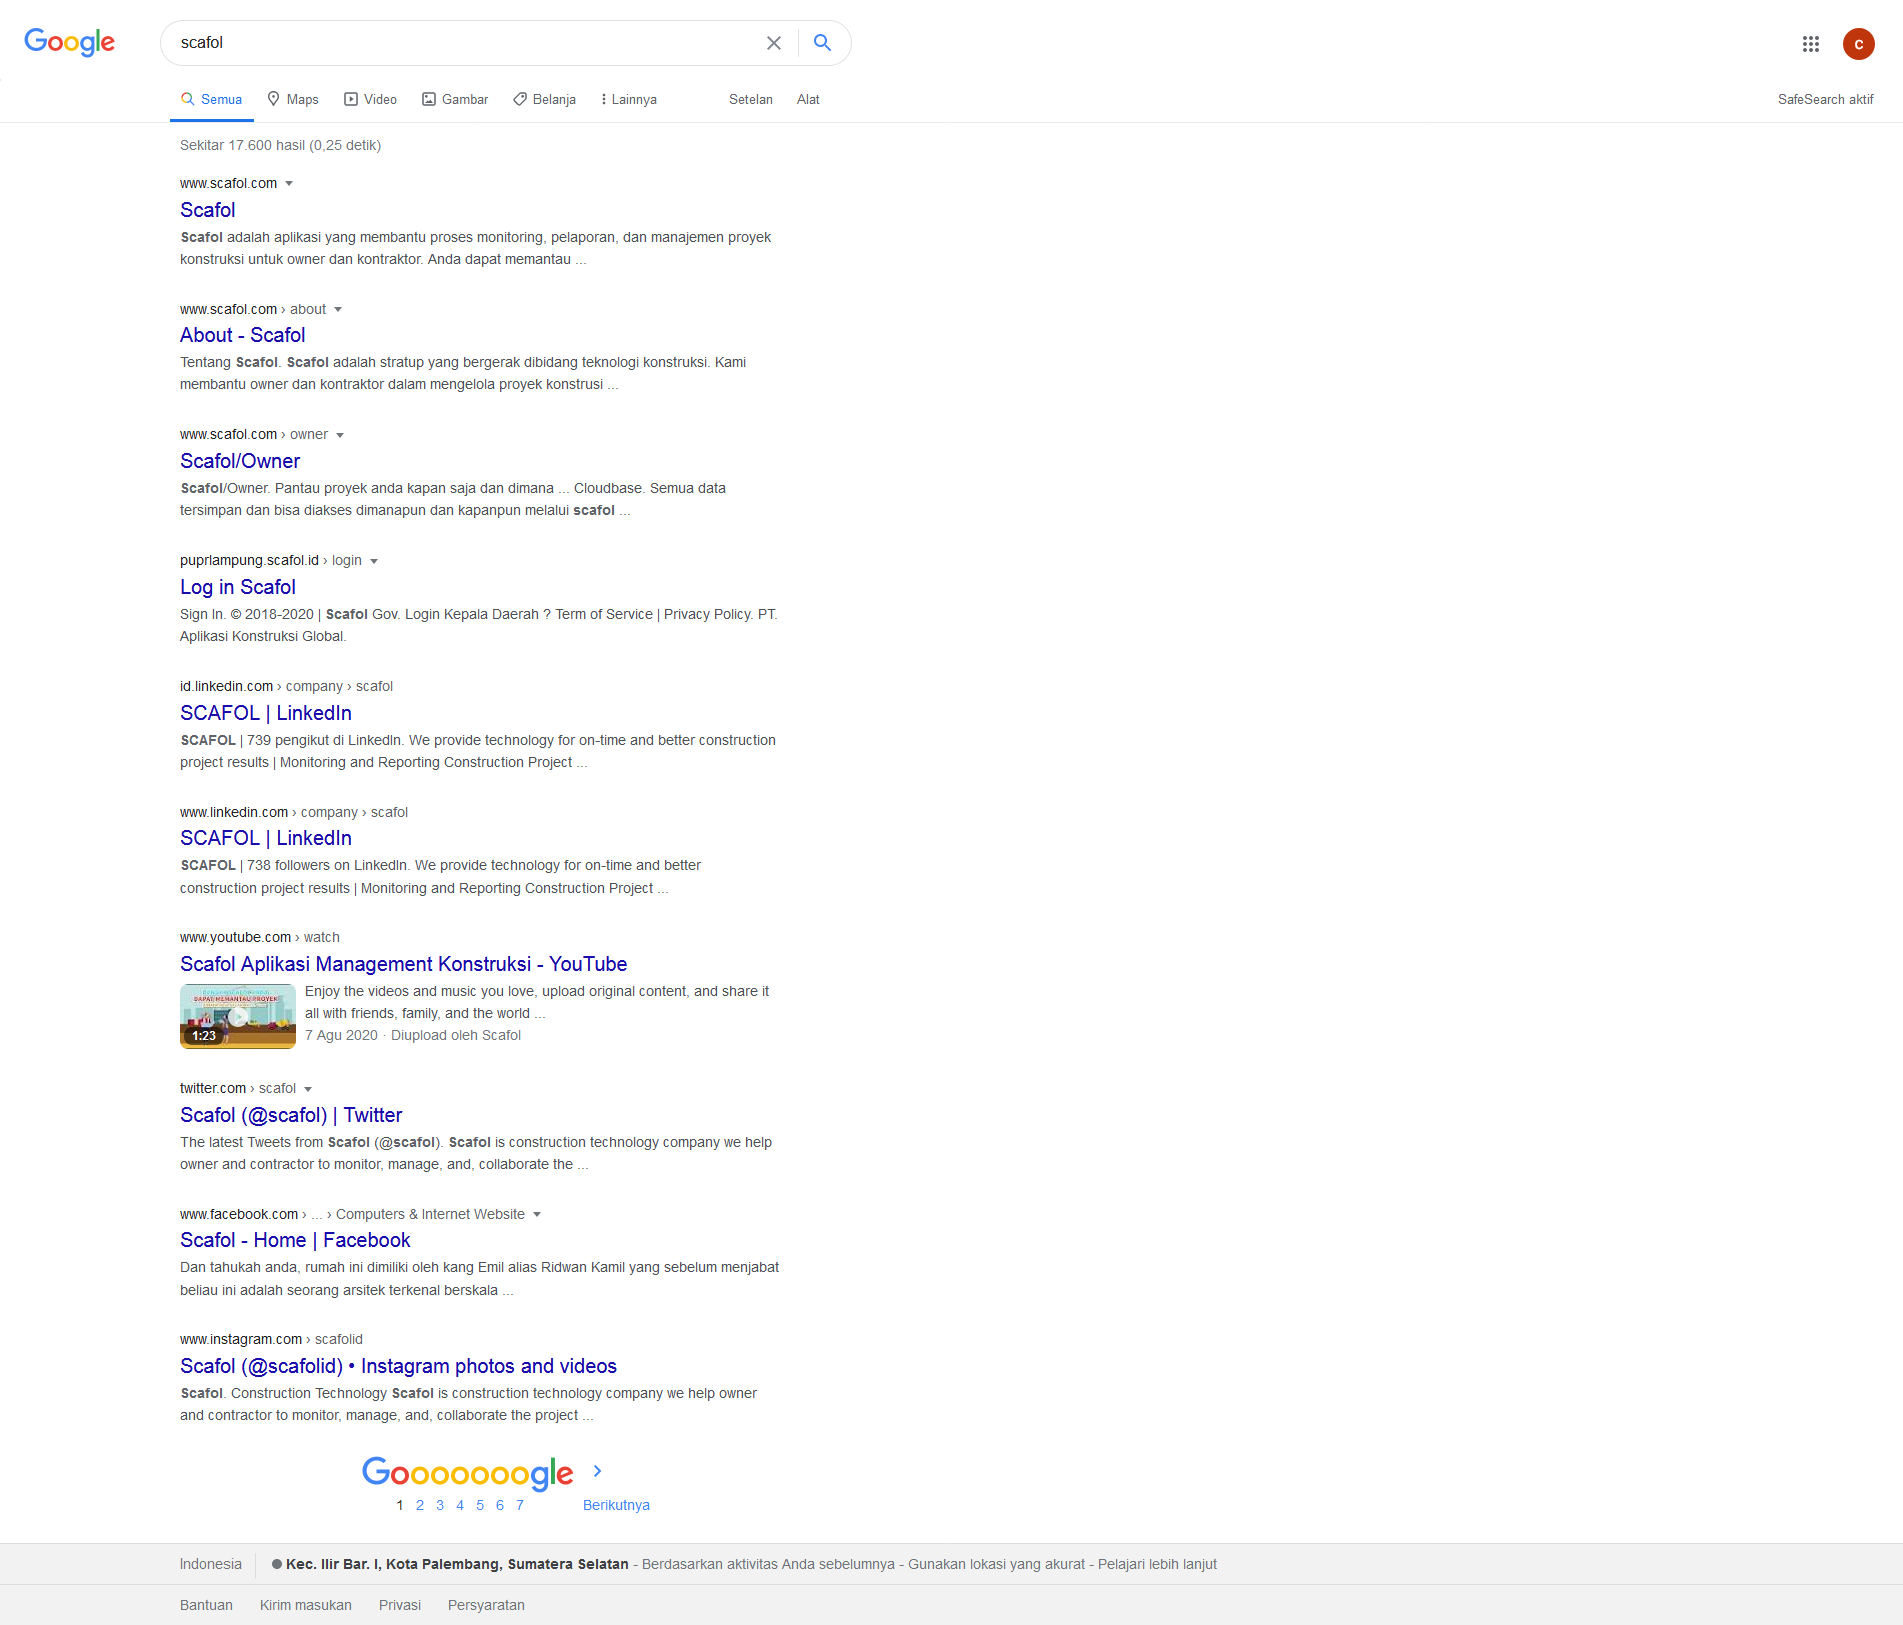 Google
scafol
C
Semua
Maps
Video
Gambar
Belanja
Lainnya
Setelan
Alat
SafeSearch aktif
Sekitar 17.600 hasil (0,25 detik)
www.scafol.com
Scafol
Scafol adalah aplikasi yang membantu proses monitoring, pelaporan, dan manajemen proyek
konstruksi untuk owner dan kontraktor. Anda dapat memantau ...
www.scafol.com › about
About - Scafol
Tentang Scafol. Scafol adalah stratup yang bergerak dibidang teknologi konstruksi. Kami
membantu owner dan kontraktor dalam mengelola proyek konstrusi ...
www.scafol.com › owner
Scafol/Owner
Scafol/Owner. Pantau proyek anda kapan saja dan dimana ... Cloudbase. Semua data
tersimpan dan bisa diakses dimanapun dan kapanpun melalui scafol ...
puprlampung.scafol.id › login
Log in Scafol
Sign In. © 2018-2020 | Scafol Gov. Login Kepala Daerah ? Term of Service | Privacy Policy. PT.
Aplikasi Konstruksi Global.
id.linkedin.com › company › scafol
SCAFOL | LinkedIn
SCAFOL | 739 pengikut di LinkedIn. We provide technology for on-time and better construction
project results | Monitoring and Reporting Construction Project ...
www.linkedin.com › company › scafol
SCAFOL | LinkedIn
SCAFOL | 738 followers on LinkedIn. We provide technology for on-time and better
construction project results | Monitoring and Reporting Construction Project ...
www.youtube.com › watch
Scafol Aplikasi Management Konstruksi - YouTube
DAPAT MEMANTAU PROYEK
1:23
Enjoy the videos and music you love, upload original content, and share it
all with friends, family, and the world ...
7 Agu 2020 · Diupload oleh Scafol
twitter.com › scafol
Scafol (@scafol) | Twitter
The latest Tweets from Scafol (@scafol). Scafol is construction technology company we help
owner and contractor to monitor, manage, and, collaborate the ...
www.facebook.com › ... › Computers & Internet Website
Scafol - Home | Facebook
Dan tahukah anda, rumah ini dimiliki oleh kang Emil alias Ridwan Kamil yang sebelum menjabat
beliau ini adalah seorang arsitek terkenal berskala ...
www.instagram.com › scafolid
Scafol (@scafolid) • Instagram photos and videos
Scafol. Construction Technology Scafol is construction technology company we help owner
and contractor to monitor, manage, and, collaborate the project ...
Goooooooogle
1 2 3 4 5 6 7 Berikutnya
Indonesia
Kec. Ilir Bar. I, Kota Palembang, Sumatera Selatan - Berdasarkan aktivitas Anda sebelumnya - Gunakan lokasi yang akurat - Pelajari lebih lanjut
Bantuan Kirim masukan Privasi Persyaratan